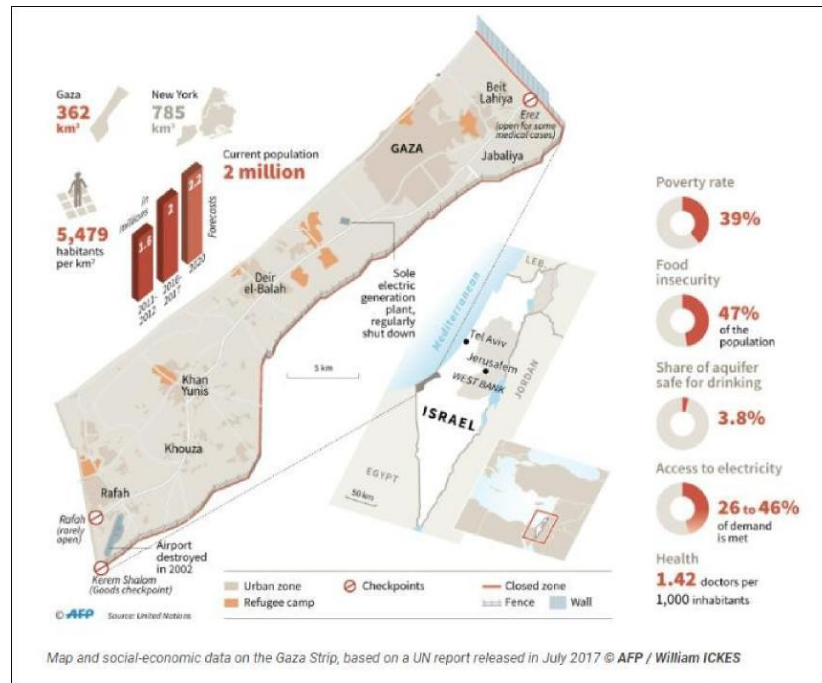 Gaza
362
km²
New York
785
km²
Current population
2 million
5,479
habitants
per km²
in
millions
1.6
2
2.2
Forecasts
2011-
2012
2016-
2017
2020
Beit
Lahiya
Erez
(open for some
medical cases)
GAZA
Jabaliya
Sole
electric
generation
plant,
regularly
shut down
Deir
el-Balah
5 km
Khan
Yunis
Khouza
Rafah
Rafah
(rarely
open)
Airport
destroyed
in 2002
Kerem Shalom
(Goods checkpoint)
LEB.
Mediterranean
Tel Aviv
Jerusalem
WEST BANK
JORDAN
ISRAEL
EGYPT
50 km
Poverty rate
39%
Food
insecurity
47%
of the
population
Share of aquifer
safe for drinking
3.8%
Access to electricity
26 to 46%
of demand
is met
Health
1.42 doctors per
1,000 inhabitants
Urban zone
Refugee camp
Checkpoints
Closed zone
Fence
Wall
© AFP Source: United Nations
Map and social-economic data on the Gaza Strip, based on a UN report released in July 2017 © AFP / William ICKES